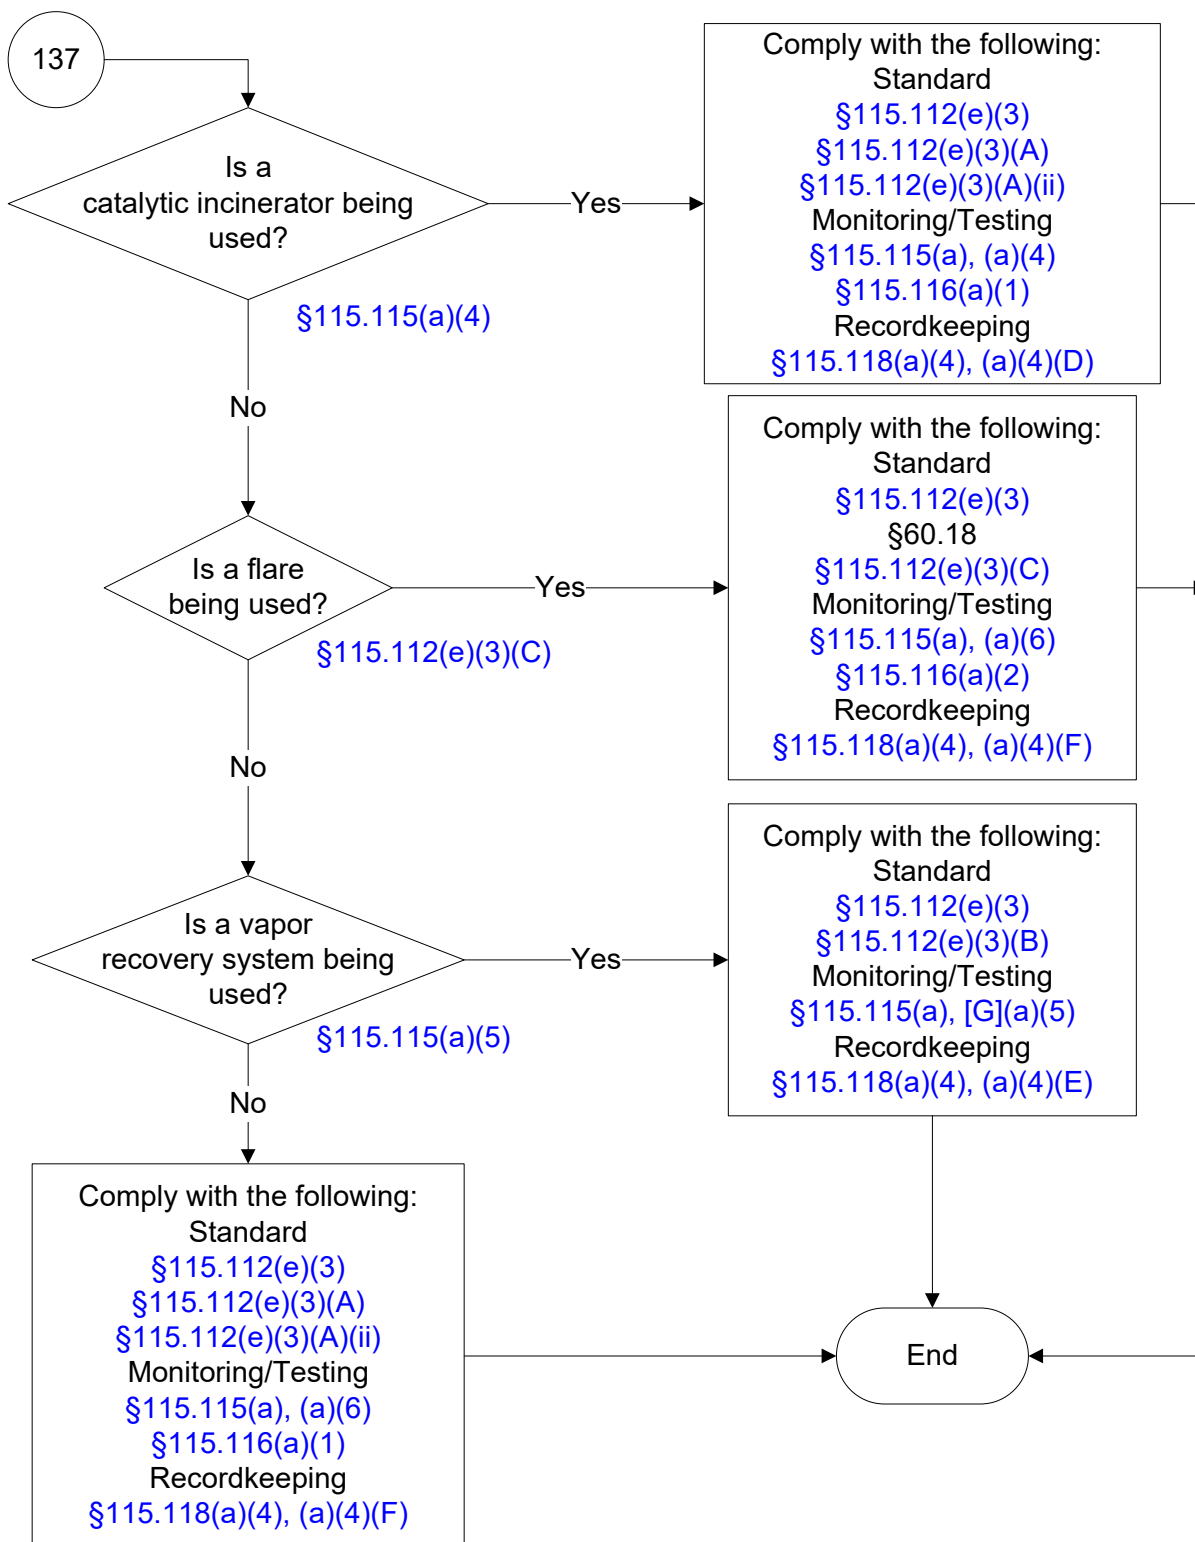 137
Is a
catalytic incinerator being
used?
§115.115(a)(4)
Yes
Comply with the following:
Standard
§115.112(e)(3)
§115.112(e)(3)(A)
§115.112(e)(3)(A)(ii)
Monitoring/Testing
§115.115(a), (a)(4)
§115.116(a)(1)
Recordkeeping
§115.118(a)(4), (a)(4)(D)
No
Is a flare
being used?
§115.112(e)(3)(C)
Yes
Comply with the following:
Standard
§115.112(e)(3)
§60.18
§115.112(e)(3)(C)
Monitoring/Testing
§115.115(a), (a)(6)
§115.116(a)(2)
Recordkeeping
§115.118(a)(4), (a)(4)(F)
No
Is a vapor
recovery system being
used?
§115.115(a)(5)
Yes
Comply with the following:
Standard
§115.112(e)(3)
§115.112(e)(3)(B)
Monitoring/Testing
§115.115(a), [G](a)(5)
Recordkeeping
§115.118(a)(4), (a)(4)(E)
No
Comply with the following:
Standard
§115.112(e)(3)
§115.112(e)(3)(A)
§115.112(e)(3)(A)(ii)
Monitoring/Testing
§115.115(a), (a)(6)
§115.116(a)(1)
Recordkeeping
§115.118(a)(4), (a)(4)(F)
End